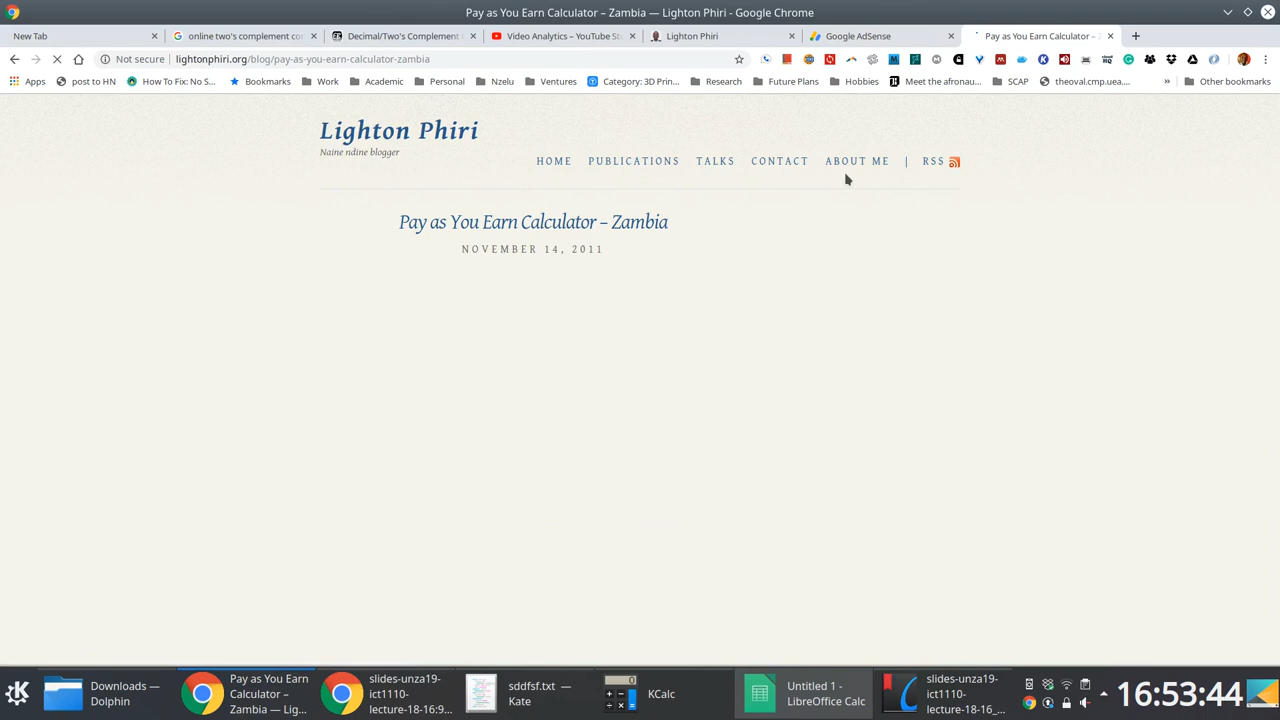 Pay as You Earn Calculator – Zambia — Lighton Phiri - Google Chrome
New Tab
online two's complement con
Decimal/Two's Complement C
Video Analytics – YouTube Stu
Lighton Phiri
Google AdSense
Pay as You Earn Calculator – Z
Not secure
lightonphiri.org/blog/pay-as-you-earn-calculator-zambia
Apps
post to HN
How To Fix: No S...
Bookmarks
Work
Academic
Personal
Nzelu
Ventures
Category: 3D Prin...
Research
Future Plans
Hobbies
Meet the afronau...
SCAP
theoval.cmp.uea....
»
Other bookmarks
Lighton Phiri
Naine ndine blogger
HOME PUBLICATIONS TALKS CONTACT ABOUT ME | RSS
Pay as You Earn Calculator – Zambia
NOVEMBER 14, 2011
Downloads —
Dolphin
Pay as You Earn
Calculator –
Zambia — Lig...
slides-unza19-
ict1110-
lecture-18-16:9...
sddfsf.txt —
Kate
KCalc
Untitled 1 -
LibreOffice Calc
slides-unza19-
ict1110-
lecture-18-16_...
16:53:44